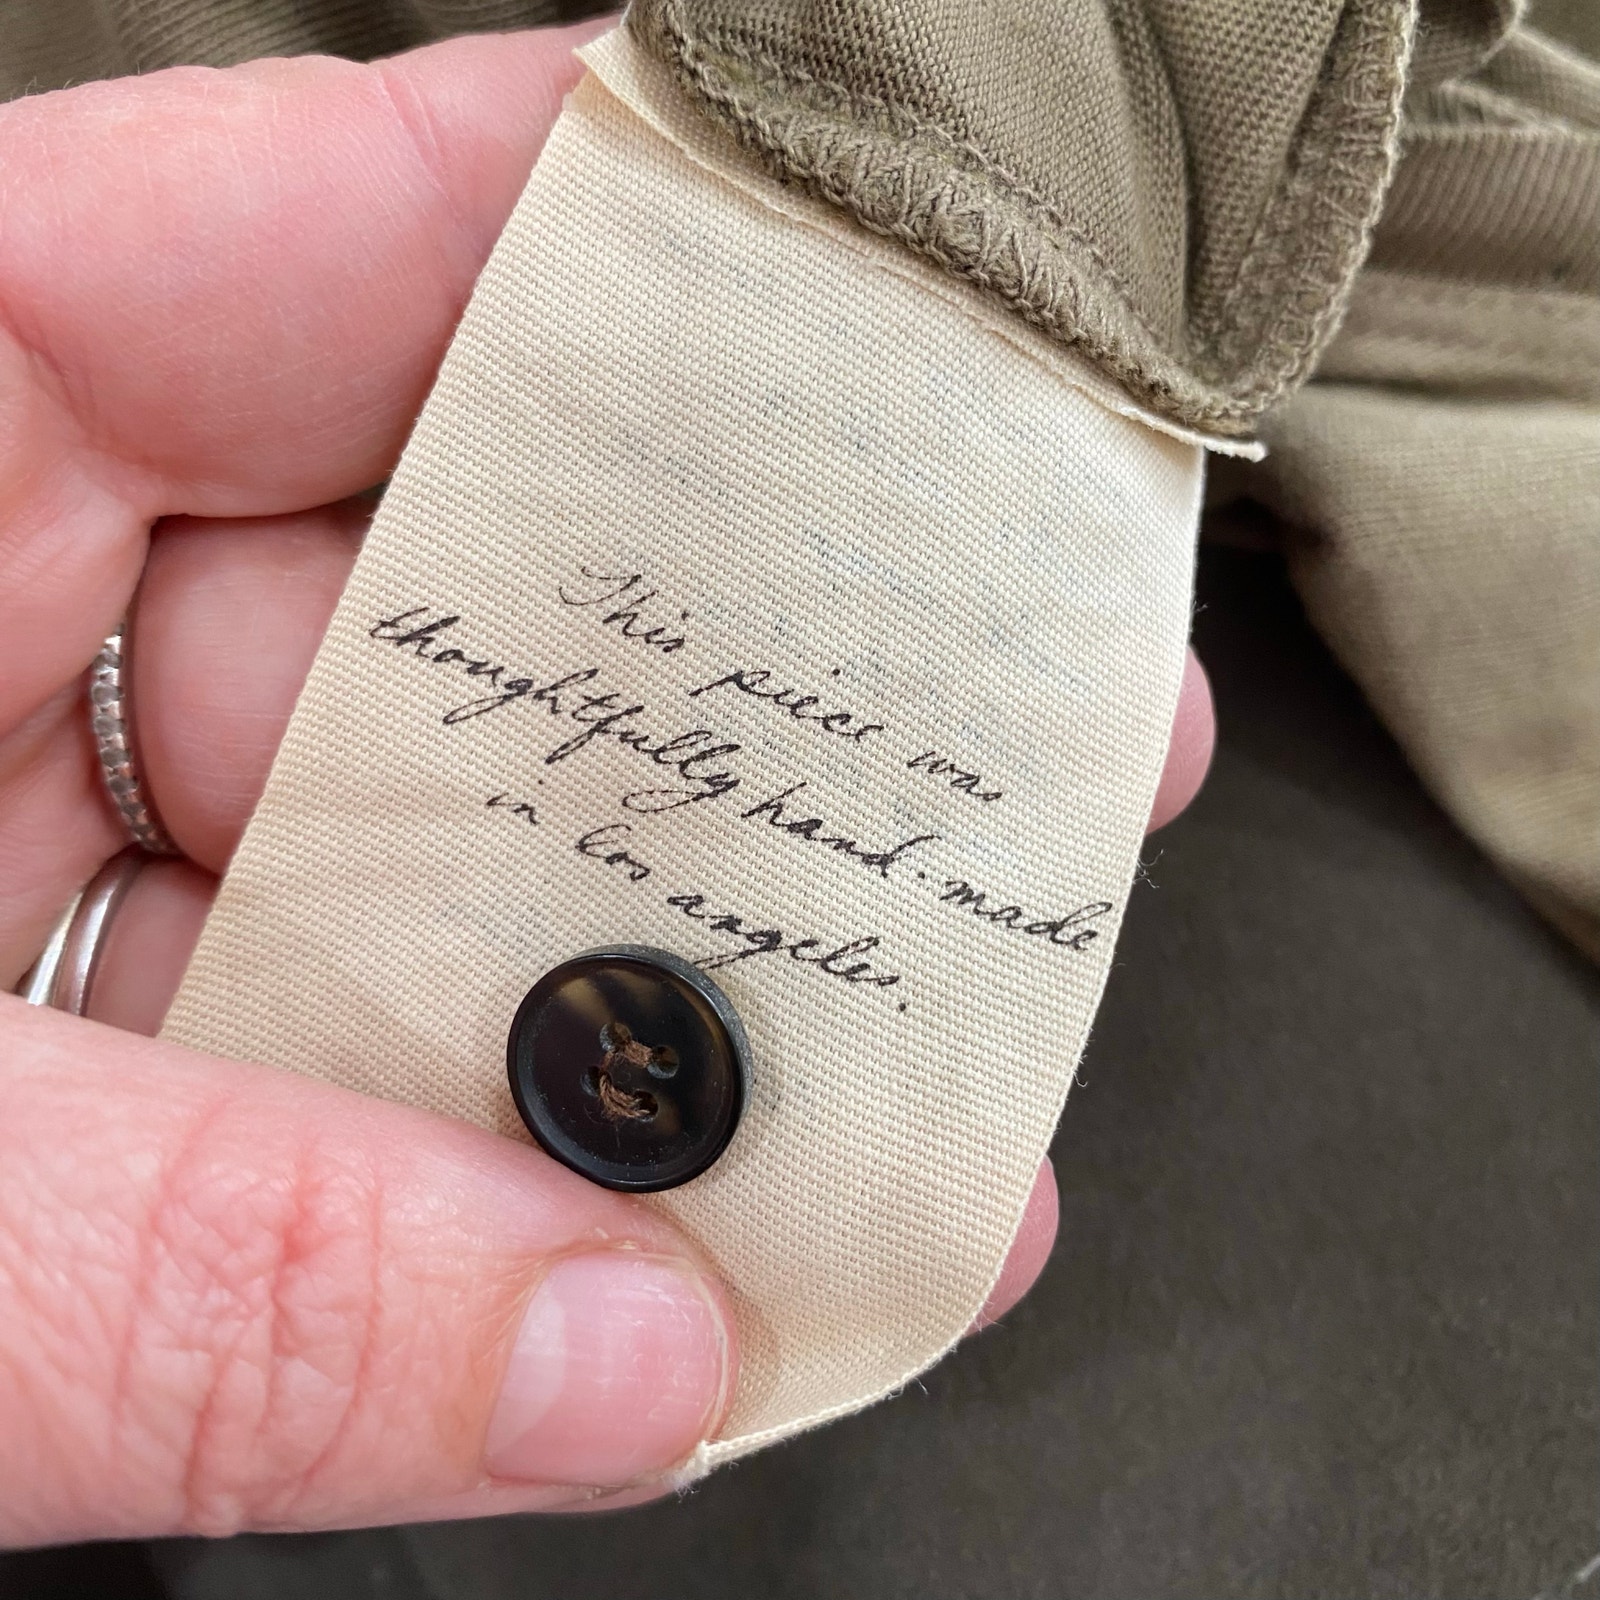 This piece was
thoughtfully hand-made
in Los angeles.